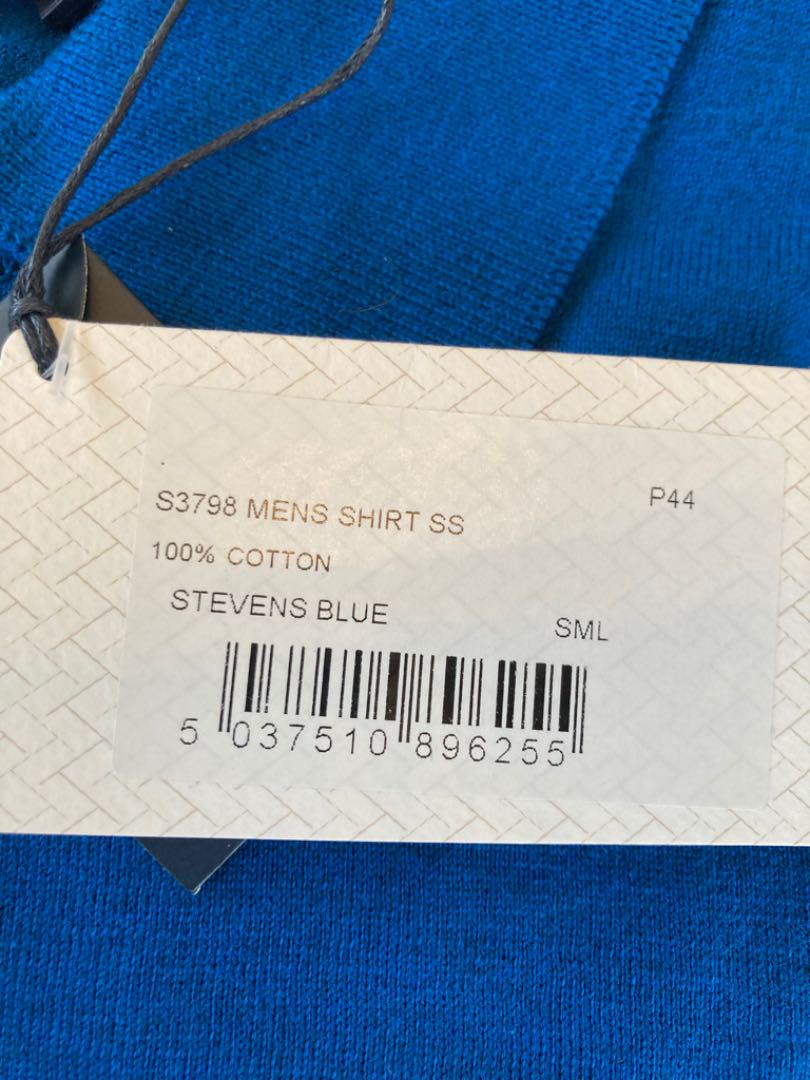 S3798 MENS SHIRT SS P44
100% COTTON
STEVENS BLUE SML
5 037510 896255